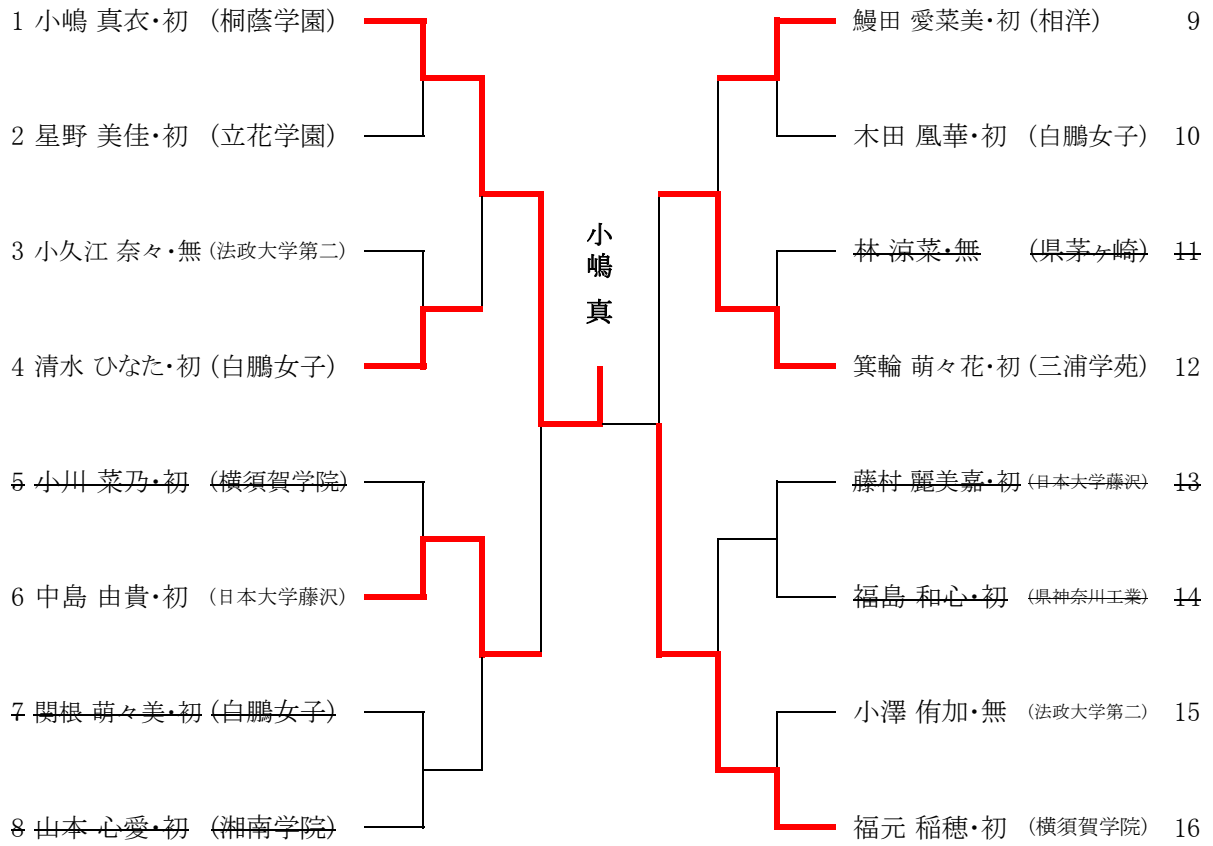 1 小嶋 真衣・初 (桐蔭学園)
2 星野 美佳・初 (立花学園)
3 小久江 奈々・無 (法政大学第二)
4 清水 ひなた・初 (白鵬女子)
5 小川 菜乃・初 (横須賀学院)
6 中島 由貴・初 (日本大学藤沢)
7 関根 萌々美・初 (白鵬女子)
8 山本 心愛・初 (湘南学院)
小嶋 真
鰻田 愛菜美・初 (相洋) 9
木田 凰華・初 (白鵬女子) 10
林 涼菜・無 (県茅ヶ崎) 11
箕輪 萌々花・初 (三浦学苑) 12
藤村 麗美嘉・初 (日本大学藤沢) 13
福島 和心・初 (県神奈川工業) 14
小澤 侑加・無 (法政大学第二) 15
福元 稲穂・初 (横須賀学院) 16